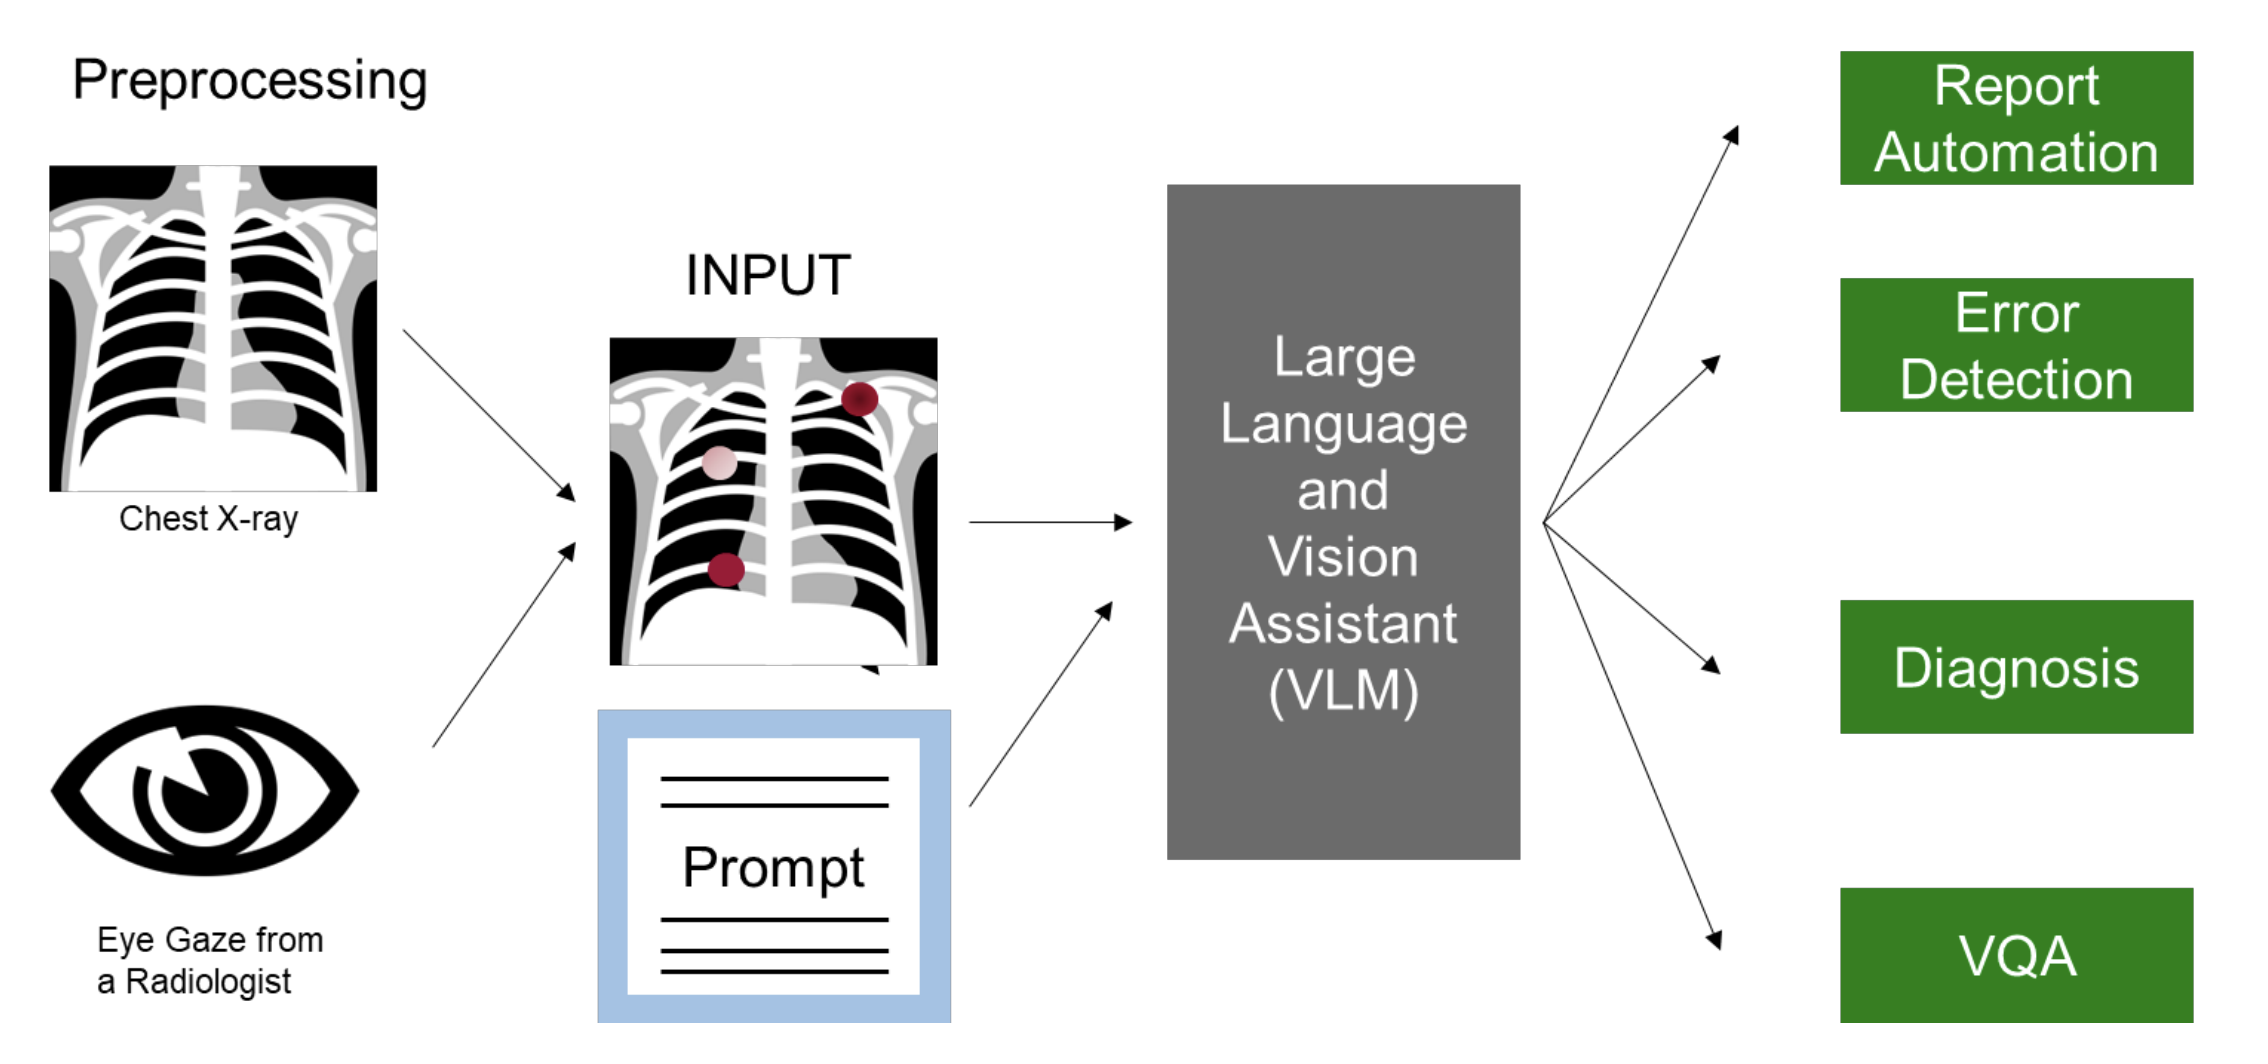 Preprocessing
Chest X-ray
Eye Gaze from
a Radiologist
INPUT
Prompt
Large
Language
and
Vision
Assistant
(VLM)
Report
Automation
Error
Detection
Diagnosis
VQA